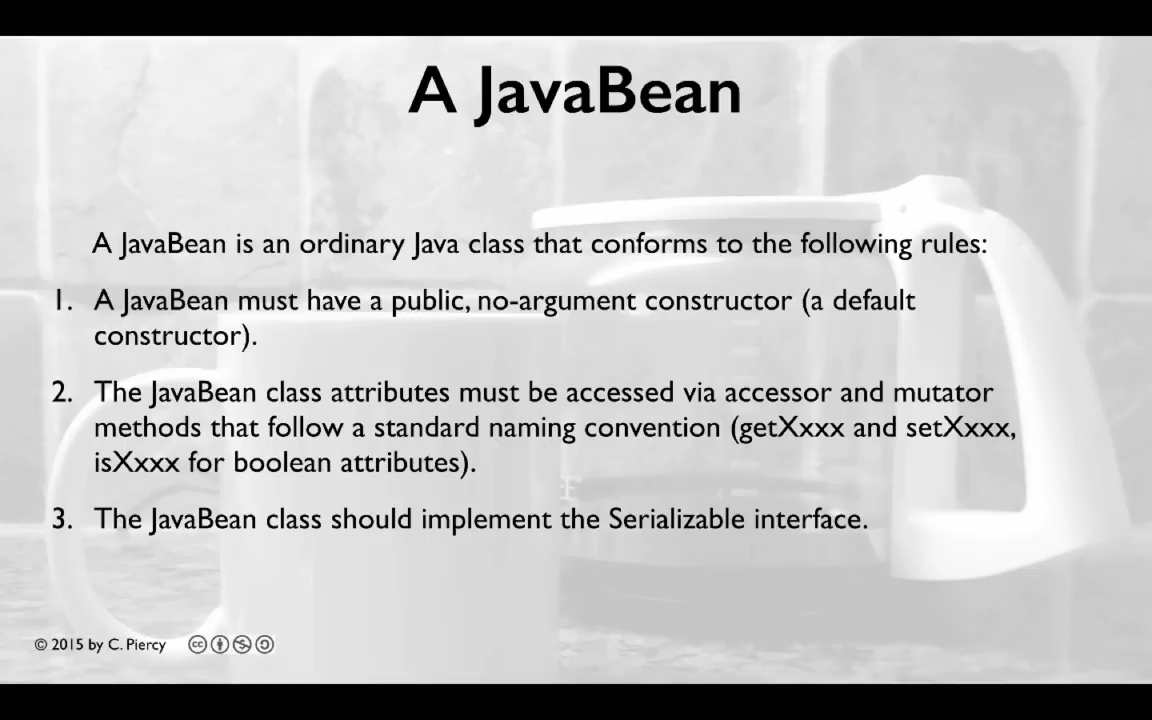 A JavaBean
A JavaBean is an ordinary Java class that conforms to the following rules:
1. A JavaBean must have a public, no-argument constructor (a default
constructor).
2. The JavaBean class attributes must be accessed via accessor and mutator
methods that follow a standard naming convention (getXxxx and setXxxx,
isXxxx for boolean attributes).
3. The JavaBean class should implement the Serializable interface.
© 2015 by C. Piercy